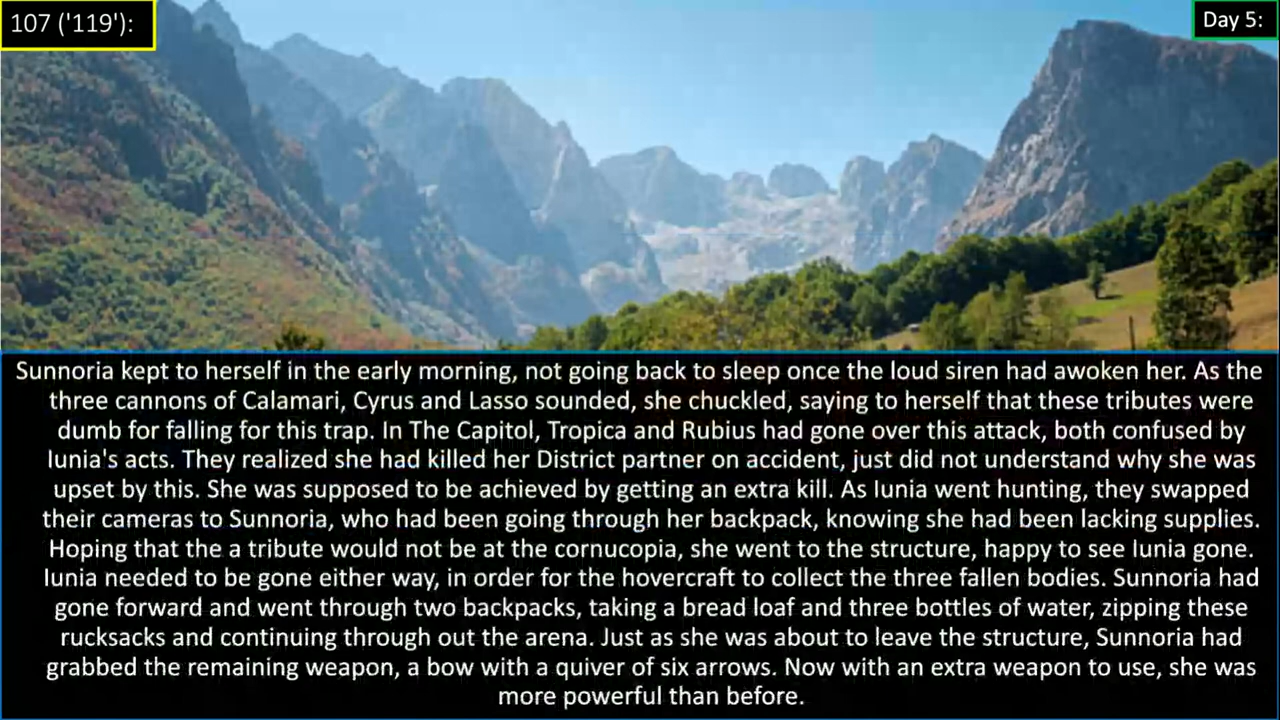 107 ('119'):
Day 5:
Sunnoria kept to herself in the early morning, not going back to sleep once the loud siren had awoken her. As the
three cannons of Calamari, Cyrus and Lasso sounded, she chuckled, saying to herself that these tributes were
dumb for falling for this trap. In The Capitol, Tropica and Rubius had gone over this attack, both confused by
Iunia's acts. They realized she had killed her District partner on accident, just did not understand why she was
upset by this. She was supposed to be achieved by getting an extra kill. As Iunia went hunting, they swapped
their cameras to Sunnoria, who had been going through her backpack, knowing she had been lacking supplies.
Hoping that the a tribute would not be at the cornucopia, she went to the structure, happy to see Iunia gone.
Iunia needed to be gone either way, in order for the hovercraft to collect the three fallen bodies. Sunnoria had
gone forward and went through two backpacks, taking a bread loaf and three bottles of water, zipping these
rucksacks and continuing through out the arena. Just as she was about to leave the structure, Sunnoria had
grabbed the remaining weapon, a bow with a quiver of six arrows. Now with an extra weapon to use, she was
more powerful than before.